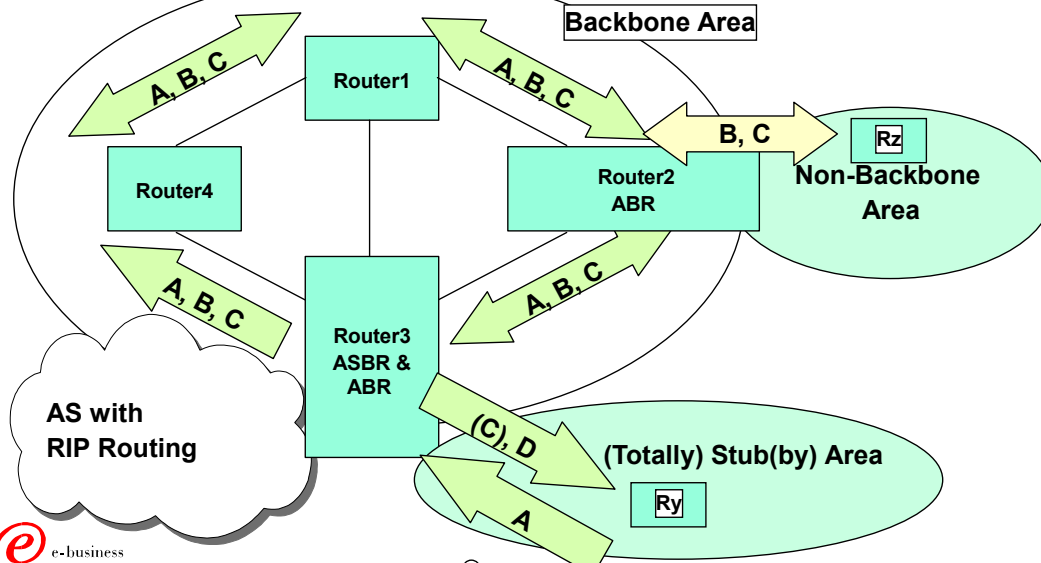 Backbone Area
A, B, C
Router1
A, B, C
B, C
Rz
Non-Backbone
Area
Router4
Router2
ABR
A, B, C
A, B, C
Router3
ASBR &
ABR
AS with
RIP Routing
(C), D
(Totally) Stub(by) Area
Ry
A
e e-business